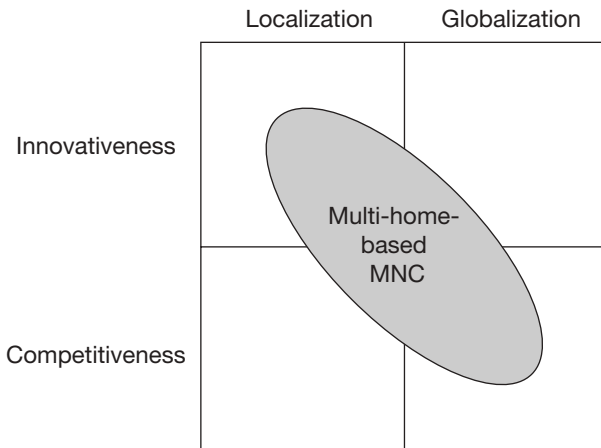 Localization Globalization
Innovativeness
Multi-home-
based
MNC
Competitiveness